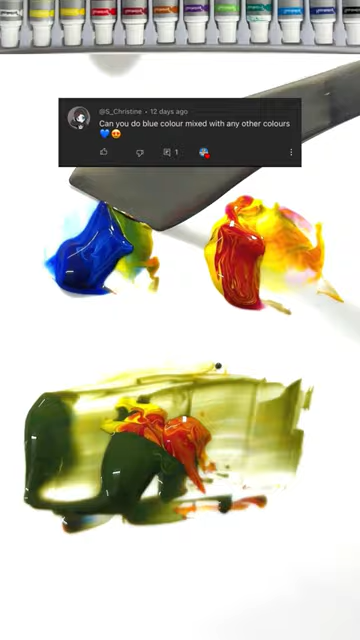 @S_Christine • 12 days ago
Can you do blue colour mixed with any other colours
💙😍
1